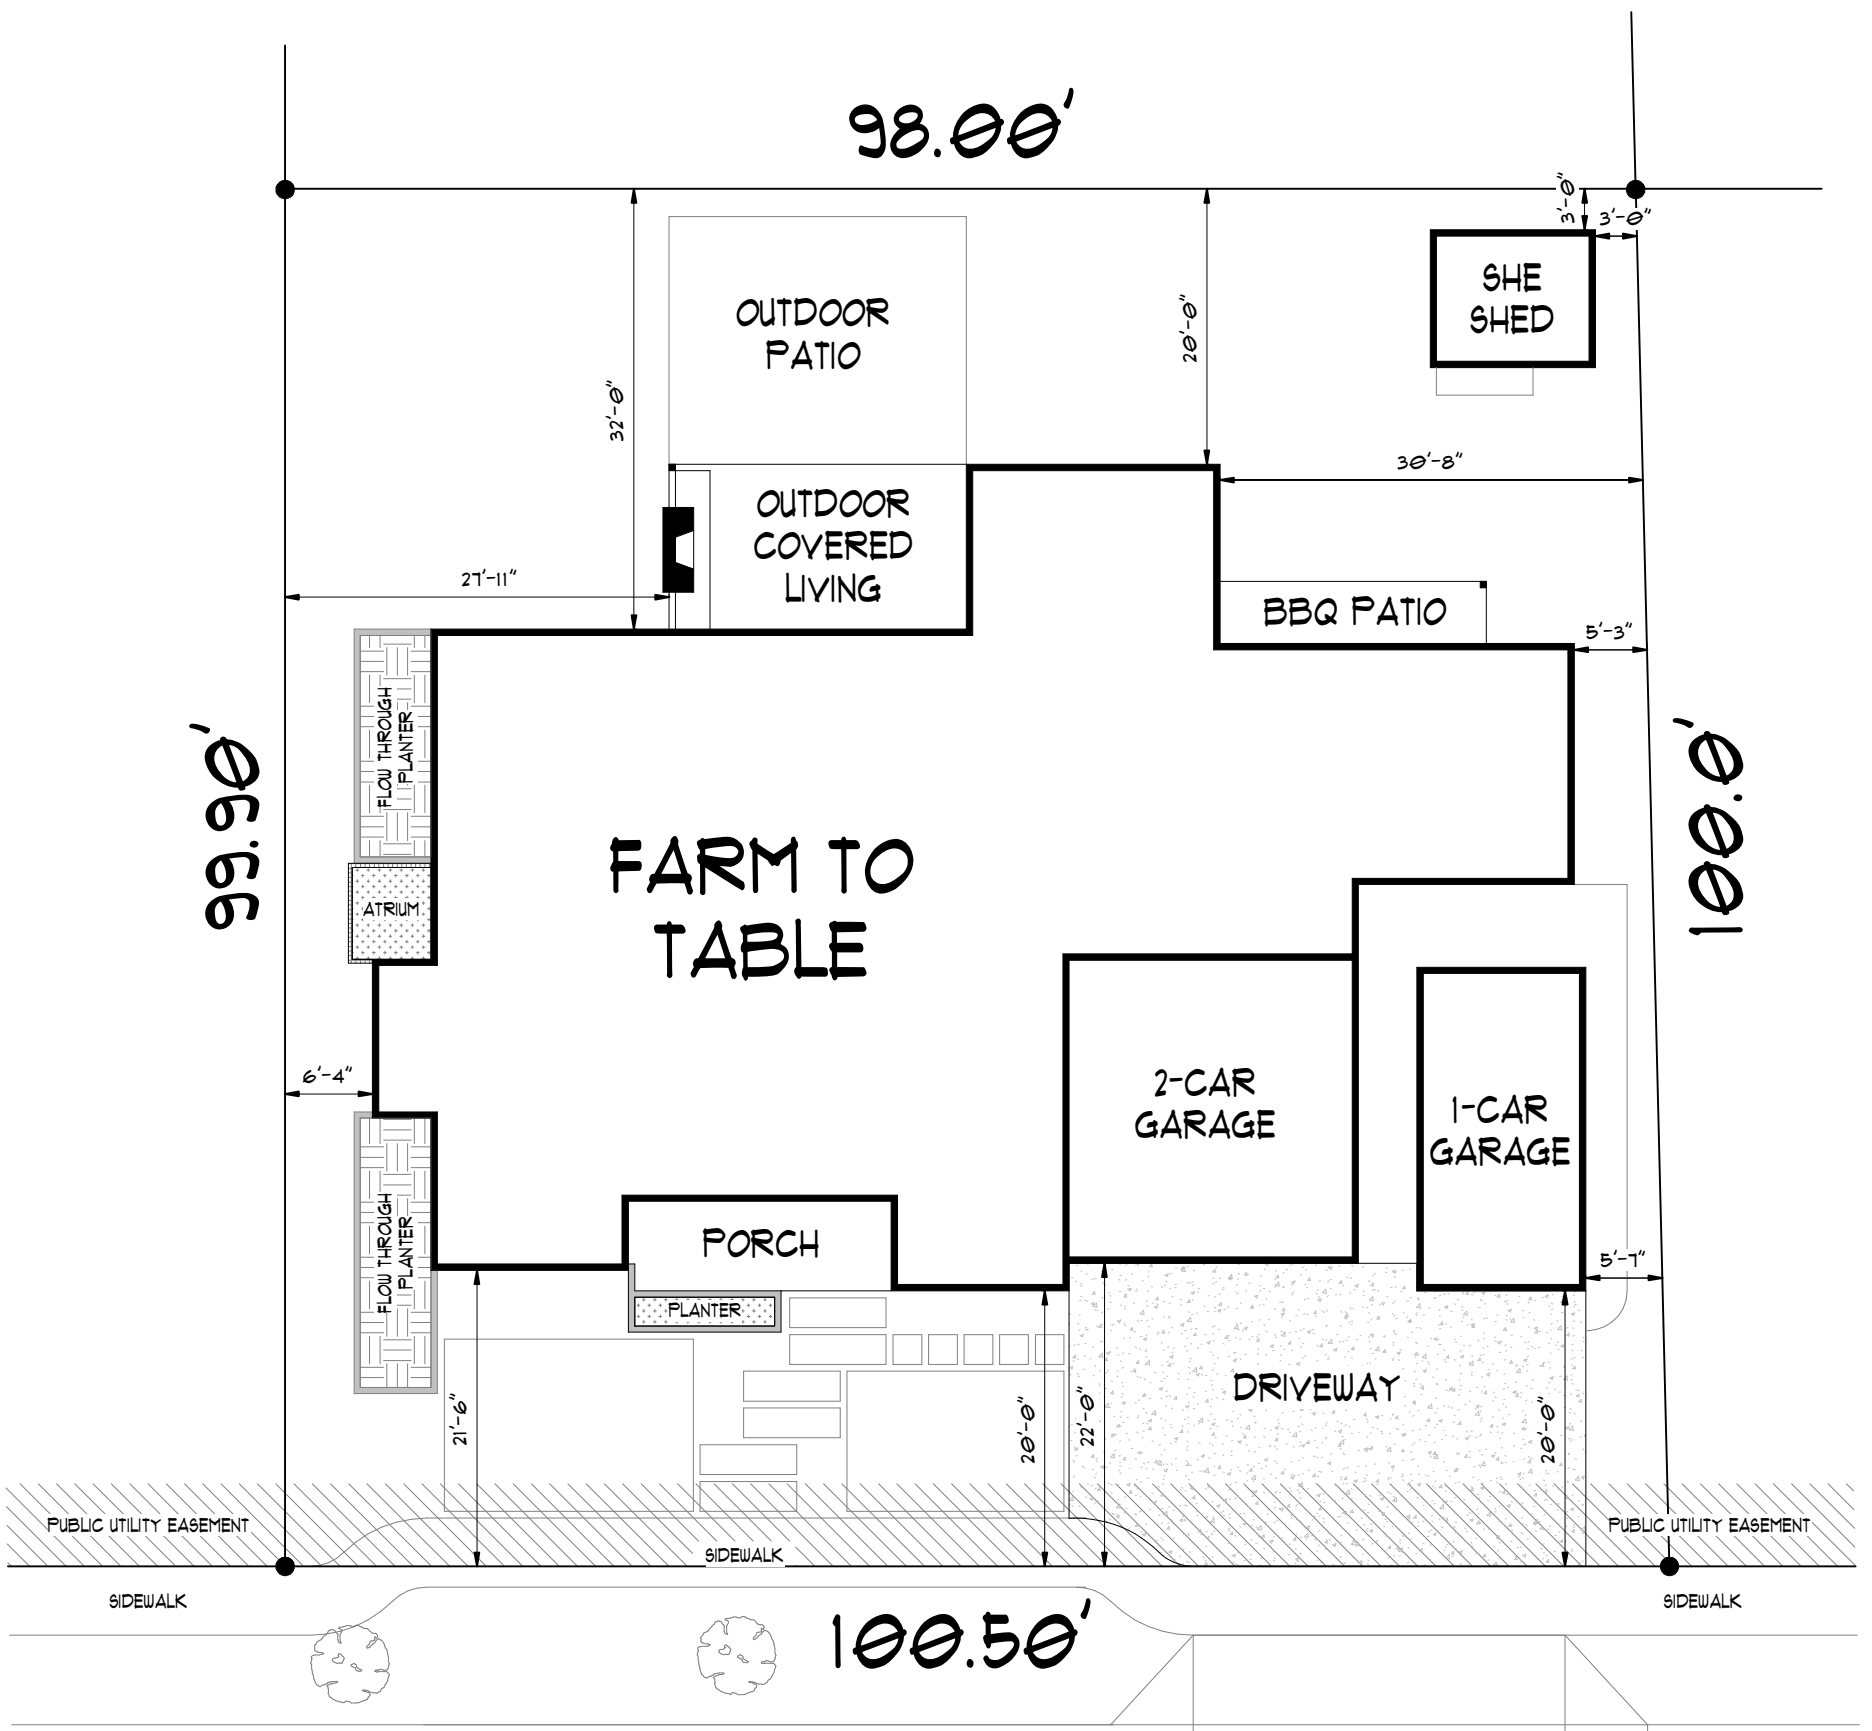 98.00'
3'-0"
3'-0"
SHE
SHED
OUTDOOR
PATIO
20'-0"
32'-0"
30'-8"
OUTDOOR
COVERED
LIVING
27'-11"
BBQ PATIO
5'-3"
FLOW THROUGH
PLANTER
99.90'
100.0'
FARM TO
TABLE
ATRIUM
6'-4"
2-CAR
GARAGE
1-CAR
GARAGE
FLOW THROUGH
PLANTER
PORCH
5'-7"
PLANTER
DRIVEWAY
21'-6"
20'-0"
22'-0"
20'-0"
PUBLIC UTILITY EASEMENT
PUBLIC UTILITY EASEMENT
SIDEWALK
SIDEWALK
SIDEWALK
100.50'